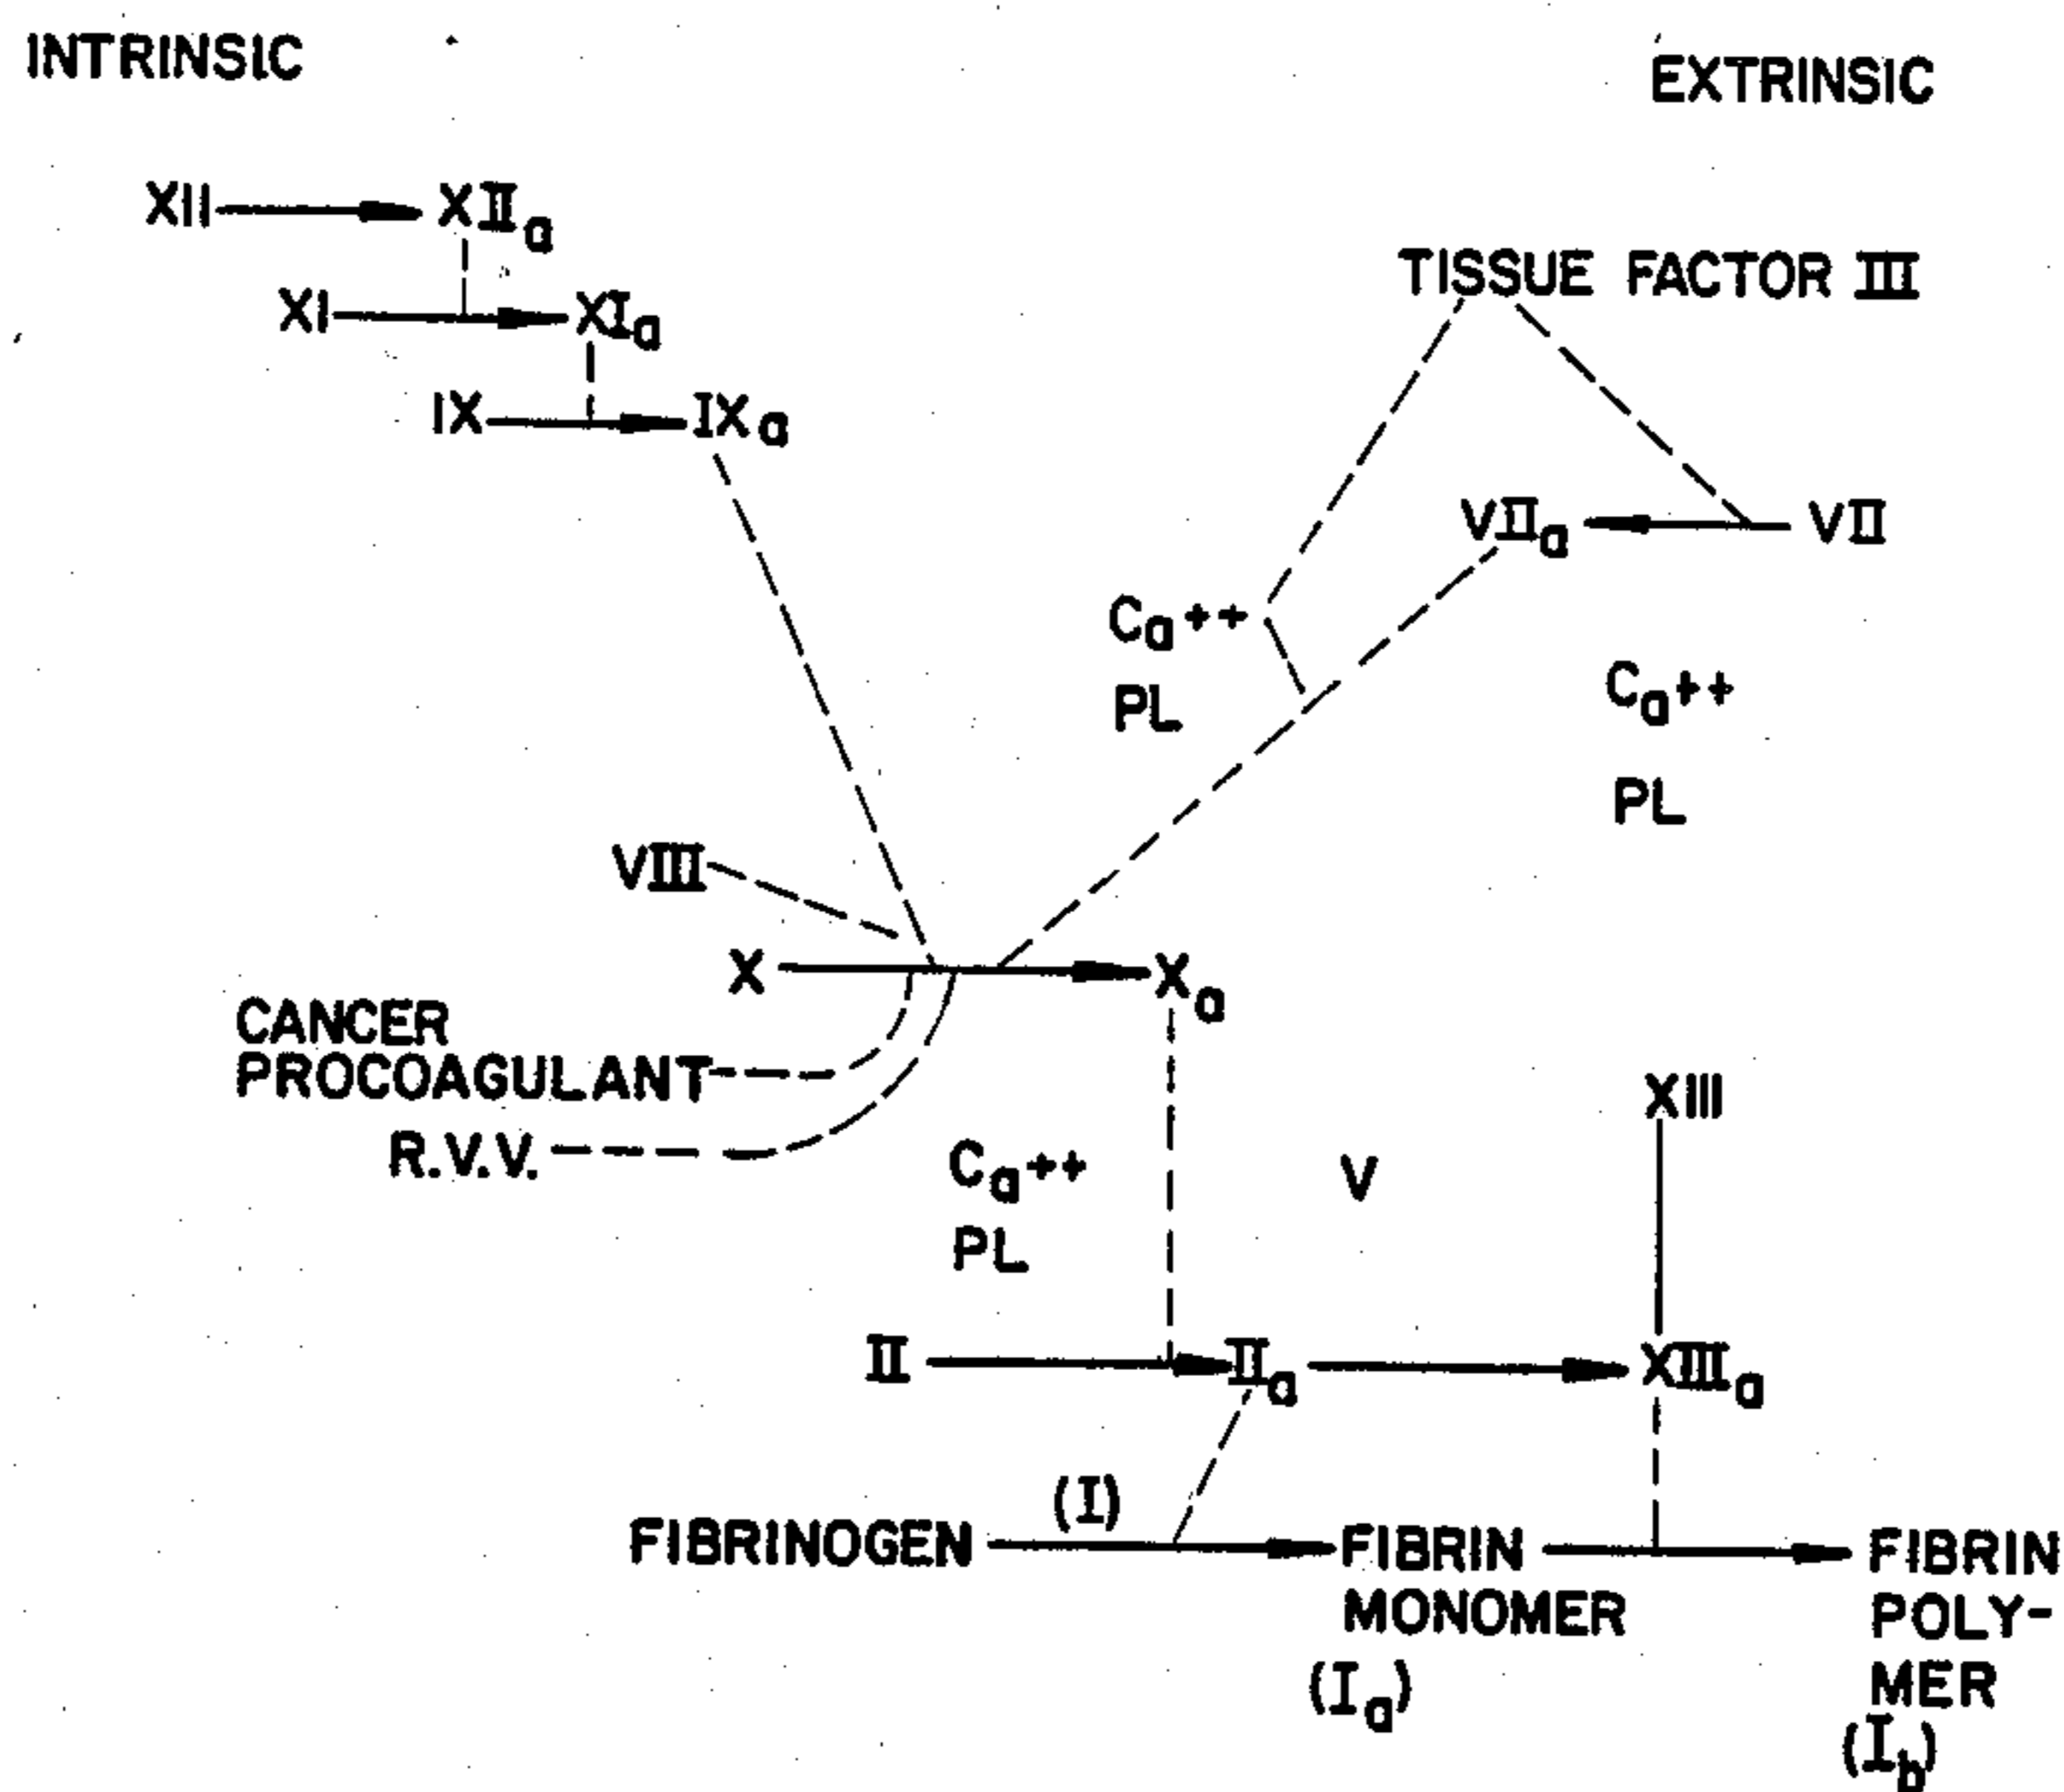 INTRINSIC
EXTRINSIC
XII XIIa
TISSUE FACTOR III
XI XIa
IX IXa
VIIa VII
Ca++
Ca++
PL
PL
VIII
X Xa
CANCER
PROCOAGULANT
XIII
R.V.V.
Ca++ V
PL
II IIa XIIIa
(I)
FIBRINOGEN FIBRIN FIBRIN
MONOMER POLY-
(Ia) MER
(Ib)